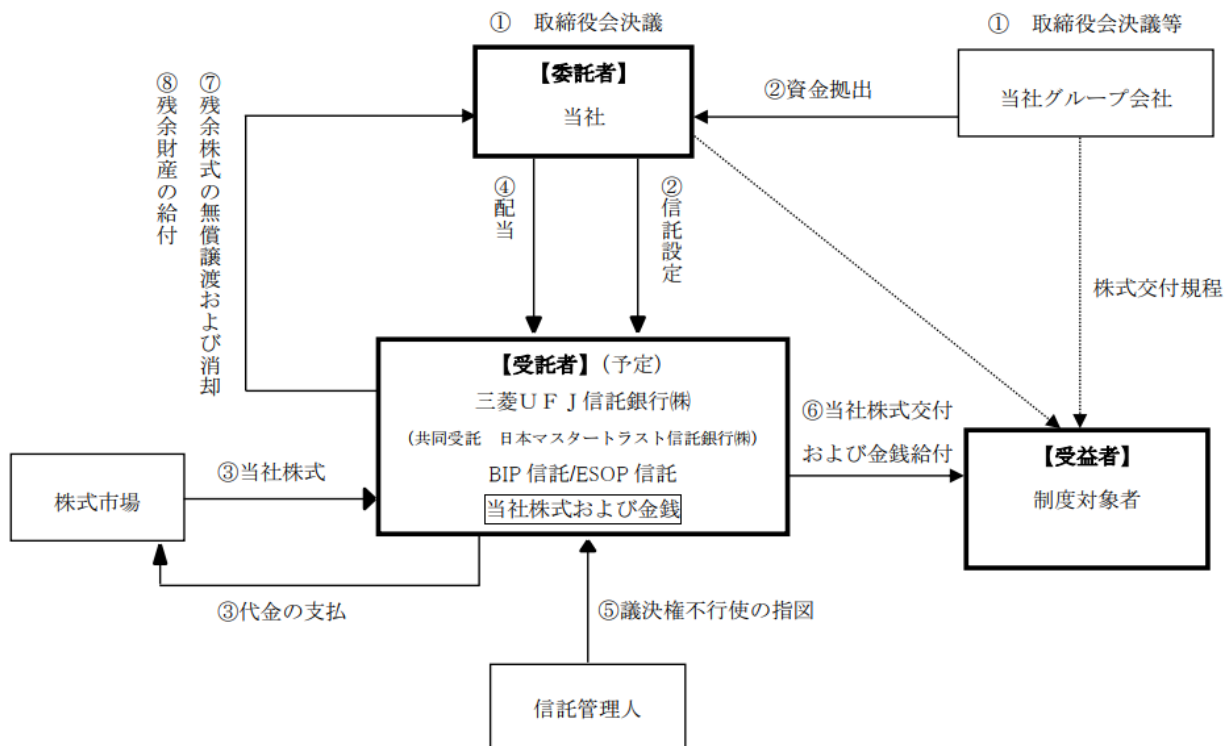 ① 取締役会決議
① 取締役会決議等
【委託者】
当社
②資金拠出
当社グループ会社
⑦残余株式の無償譲渡および消却
⑧残余財産の給付
④配当
②信託設定
株式交付規程
【受託者】(予定)
三菱UFJ信託銀行㈱
(共同受託 日本マスタートラスト信託銀行㈱)
BIP 信託/ESOP 信託
当社株式および金銭
⑥当社株式交付
および金銭給付
【受益者】
制度対象者
株式市場
③当社株式
③代金の支払
⑤議決権不行使の指図
信託管理人